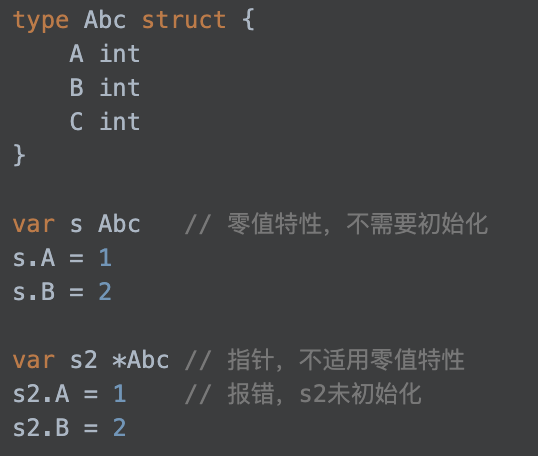 type Abc struct {
    A int
    B int
    C int
}
var s Abc   // 零值特性，不需要初始化
s.A = 1
s.B = 2
var s2 *Abc // 指针，不适用零值特性
s2.A = 1    // 报错，s2未初始化
s2.B = 2